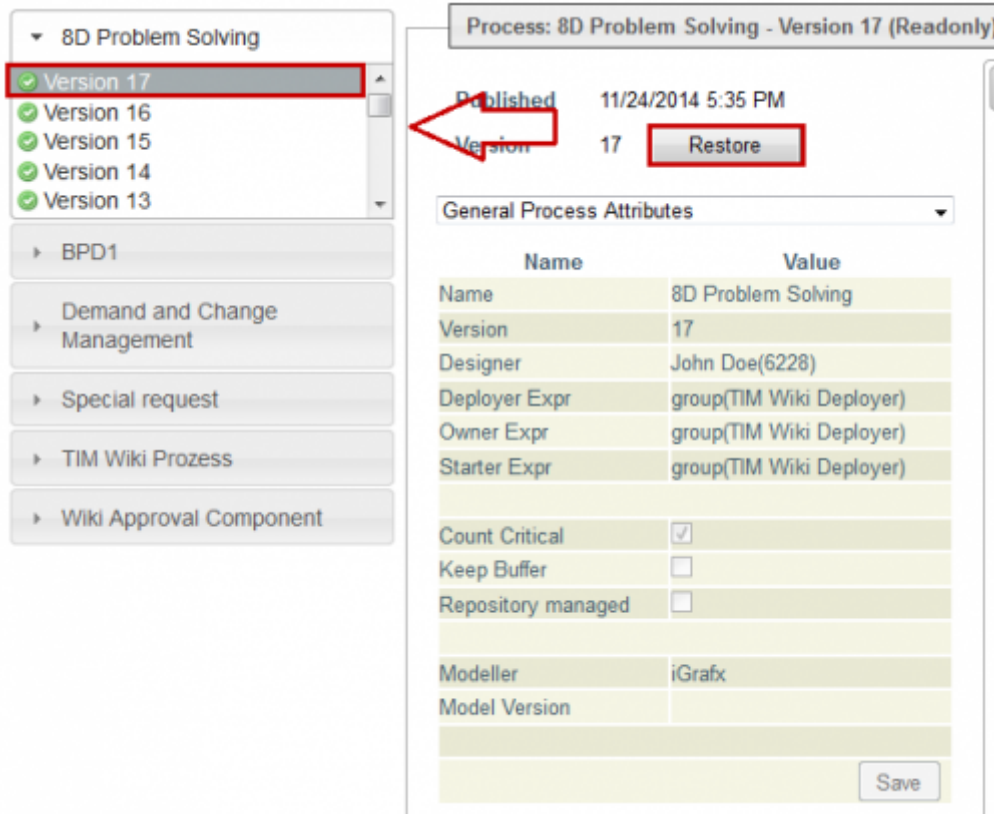 8D Problem Solving
Version 17
Version 16
Version 15
Version 14
Version 13
BPD1
Demand and Change
Management
Special request
TIM Wiki Prozess
Wiki Approval Component
Process: 8D Problem Solving - Version 17 (Readonly)
Published 11/24/2014 5:35 PM
Version 17 Restore
General Process Attributes
Name Value
Name 8D Problem Solving
Version 17
Designer John Doe(6228)
Deployer Expr group(TIM Wiki Deployer)
Owner Expr group(TIM Wiki Deployer)
Starter Expr group(TIM Wiki Deployer)
Count Critical
Keep Buffer
Repository managed
Modeller iGrafx
Model Version
Save